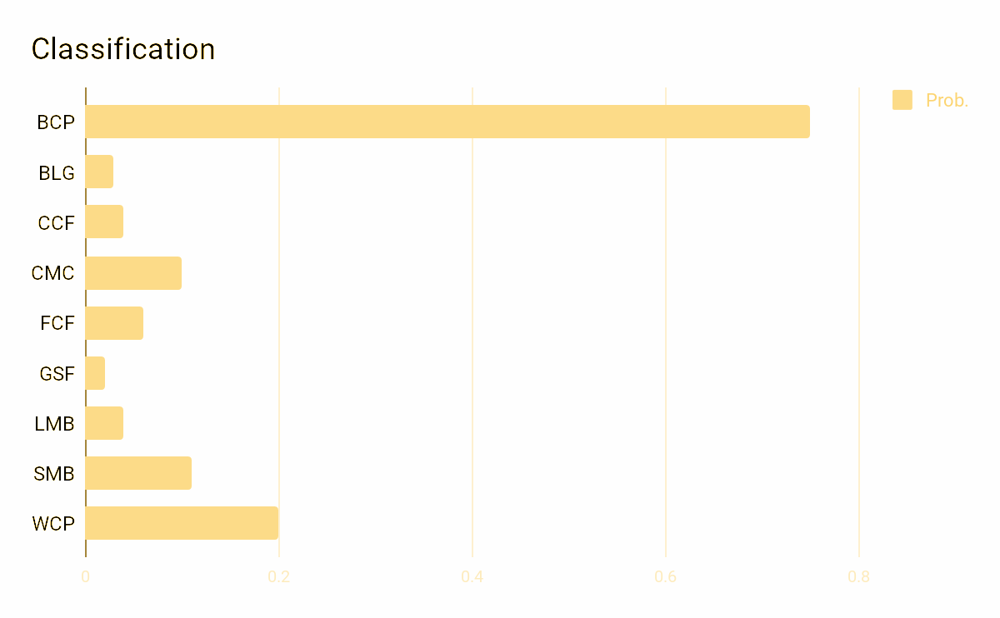 Classification
Prob.
BCP
BLG
CCF
CMC
FCF
GSF
LMB
SMB
WCP
0 0.2 0.4 0.6 0.8